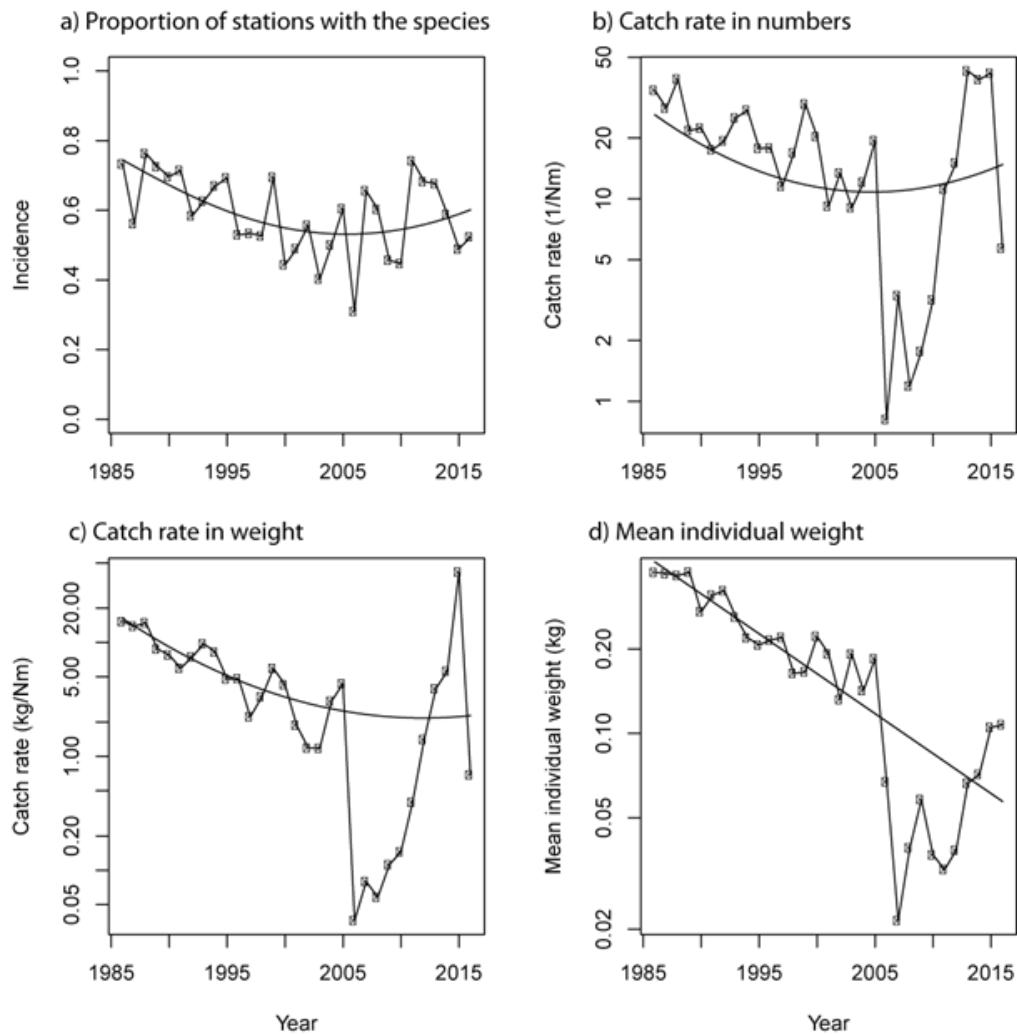 a) Proportion of stations with the species
Incidence
1.0
0.8
0.6
0.4
0.2
0.0
1985 1995 2005 2015
b) Catch rate in numbers
Catch rate (1/Nm)
50
20
10
5
2
1
1985 1995 2005 2015
c) Catch rate in weight
Catch rate (kg/Nm)
20.00
5.00
1.00
0.20
0.05
1985 1995 2005 2015
Year
d) Mean individual weight
Mean individual weight (kg)
0.20
0.10
0.05
0.02
1985 1995 2005 2015
Year